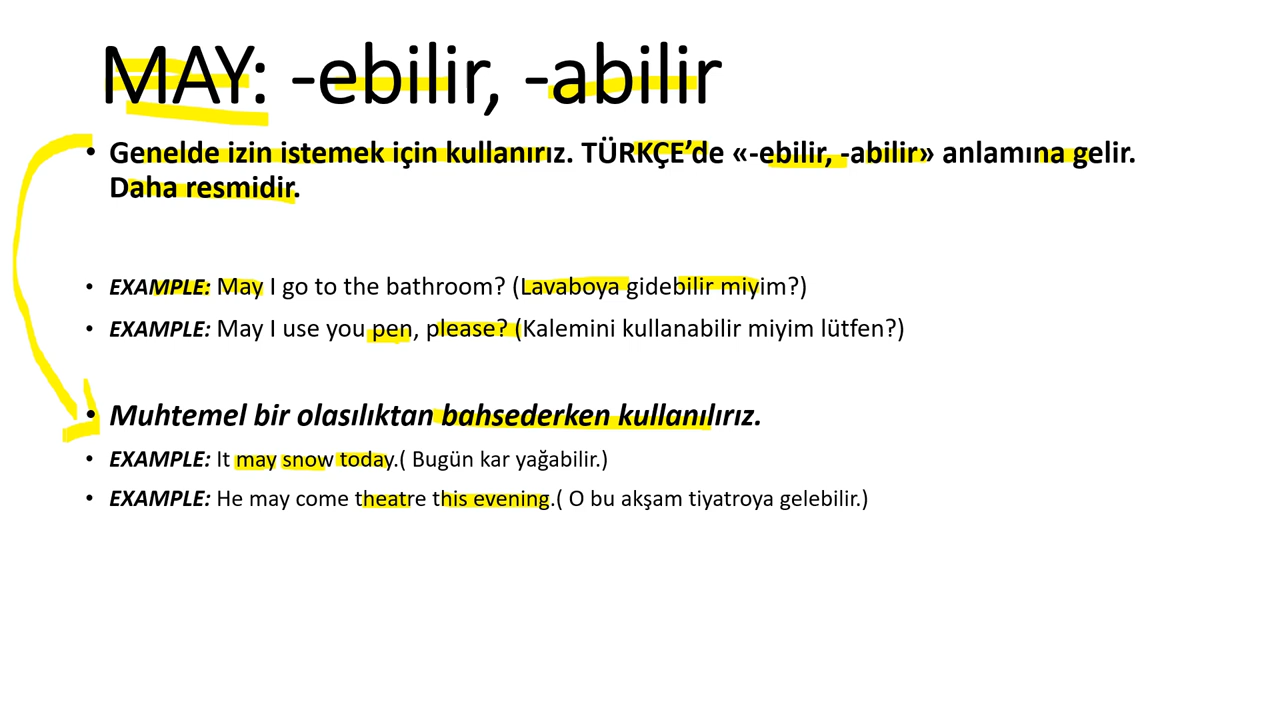 MAY: -ebilir, -abilir
• Genelde izin istemek için kullanırız. TÜRKÇE’de «-ebilir, -abilir» anlamına gelir.
Daha resmidir.
• EXAMPLE: May I go to the bathroom? (Lavaboya gidebilir miyim?)
• EXAMPLE: May I use you pen, please? (Kalemini kullanabilir miyim lütfen?)
• Muhtemel bir olasılıktan bahsederken kullanılırız.
• EXAMPLE: It may snow today.( Bugün kar yağabilir.)
• EXAMPLE: He may come theatre this evening.( O bu akşam tiyatroya gelebilir.)